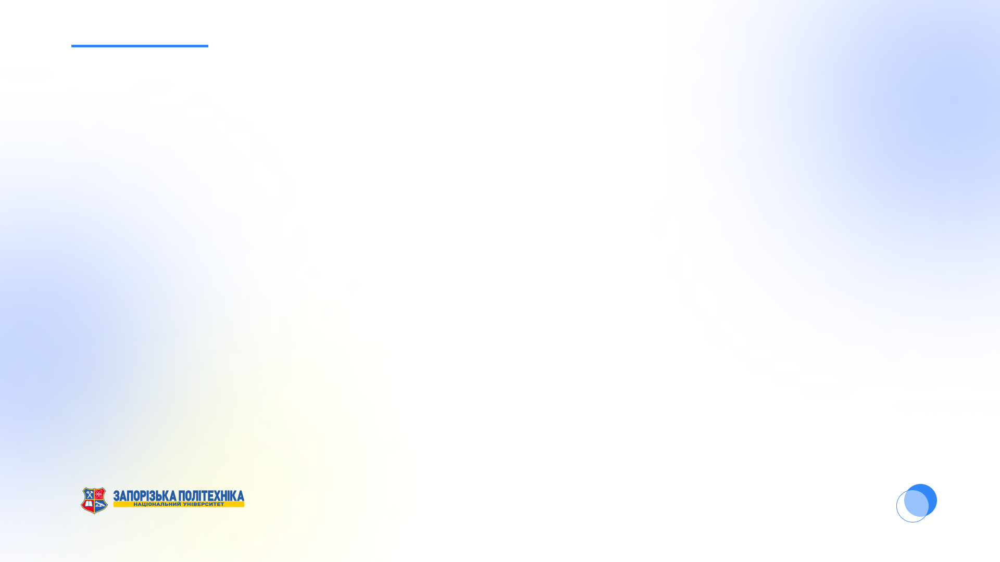 ЗАПОРІЗЬКА ПОЛІТЕХНІКА
НАЦІОНАЛЬНИЙ УНІВЕРСИТЕТ